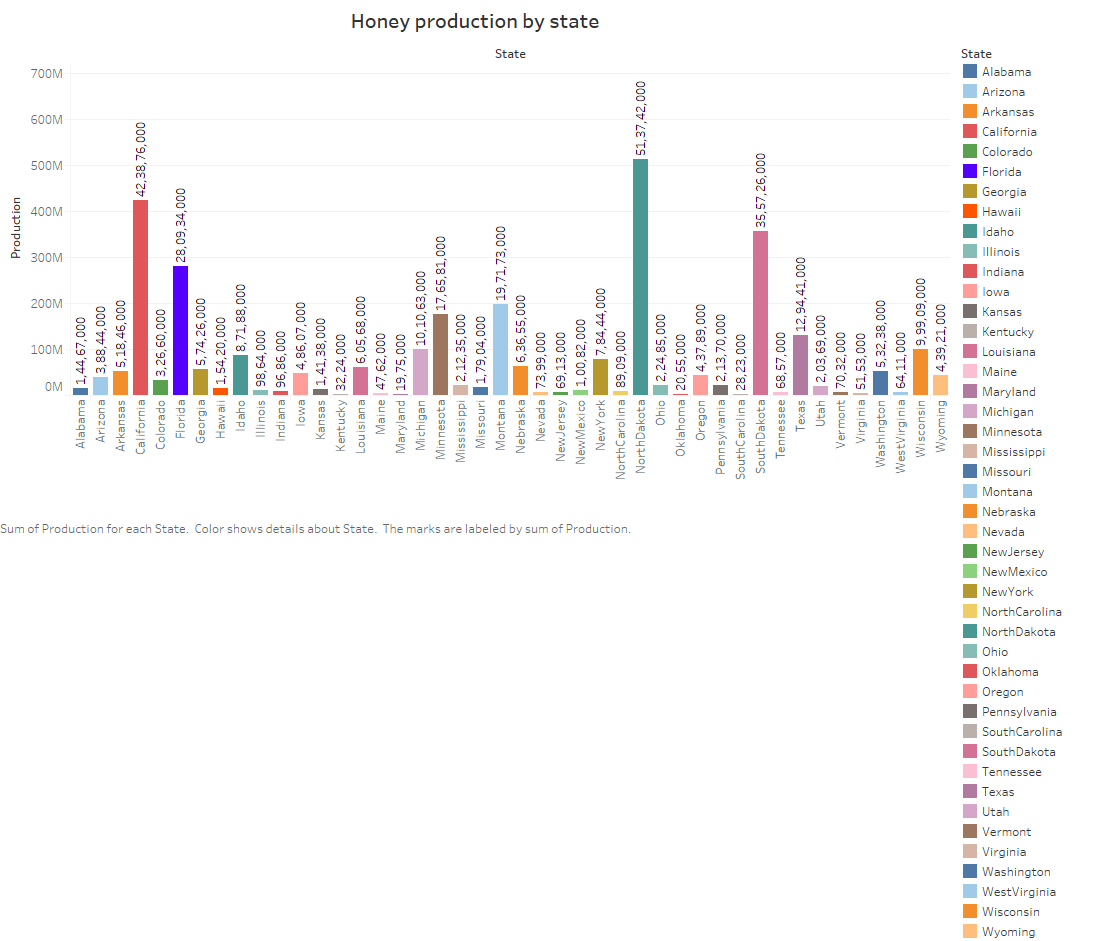 Honey production by state
State
Production
700M
600M
500M
400M
300M
200M
100M
0M
1,44,67,000
3,88,44,000
5,18,46,000
42,38,76,000
3,26,60,000
28,09,34,000
5,74,26,000
1,54,20,000
8,71,88,000
98,64,000
96,86,000
4,86,07,000
1,41,38,000
32,24,000
6,05,68,000
47,62,000
19,75,000
10,10,63,000
17,65,81,000
2,12,35,000
1,79,04,000
19,71,73,000
6,36,55,000
73,99,000
69,13,000
1,00,82,000
7,84,44,000
89,09,000
51,37,42,000
2,24,85,000
20,55,000
4,37,89,000
2,13,70,000
28,23,000
35,57,26,000
68,57,000
12,94,41,000
2,03,69,000
70,32,000
51,53,000
5,32,38,000
64,11,000
9,99,09,000
4,39,21,000
Alabama
Arizona
Arkansas
California
Colorado
Florida
Georgia
Hawaii
Idaho
Illinois
Indiana
Iowa
Kansas
Kentucky
Louisiana
Maine
Maryland
Michigan
Minnesota
Mississippi
Missouri
Montana
Nebraska
Nevada
NewJersey
NewMexico
NewYork
NorthCarolina
NorthDakota
Ohio
Oklahoma
Oregon
Pennsylvania
SouthCarolina
SouthDakota
Tennessee
Texas
Utah
Vermont
Virginia
Washington
WestVirginia
Wisconsin
Wyoming
Sum of Production for each State.  Color shows details about State.  The marks are labeled by sum of Production.
State
Alabama
Arizona
Arkansas
California
Colorado
Florida
Georgia
Hawaii
Idaho
Illinois
Indiana
Iowa
Kansas
Kentucky
Louisiana
Maine
Maryland
Michigan
Minnesota
Mississippi
Missouri
Montana
Nebraska
Nevada
NewJersey
NewMexico
NewYork
NorthCarolina
NorthDakota
Ohio
Oklahoma
Oregon
Pennsylvania
SouthCarolina
SouthDakota
Tennessee
Texas
Utah
Vermont
Virginia
Washington
WestVirginia
Wisconsin
Wyoming